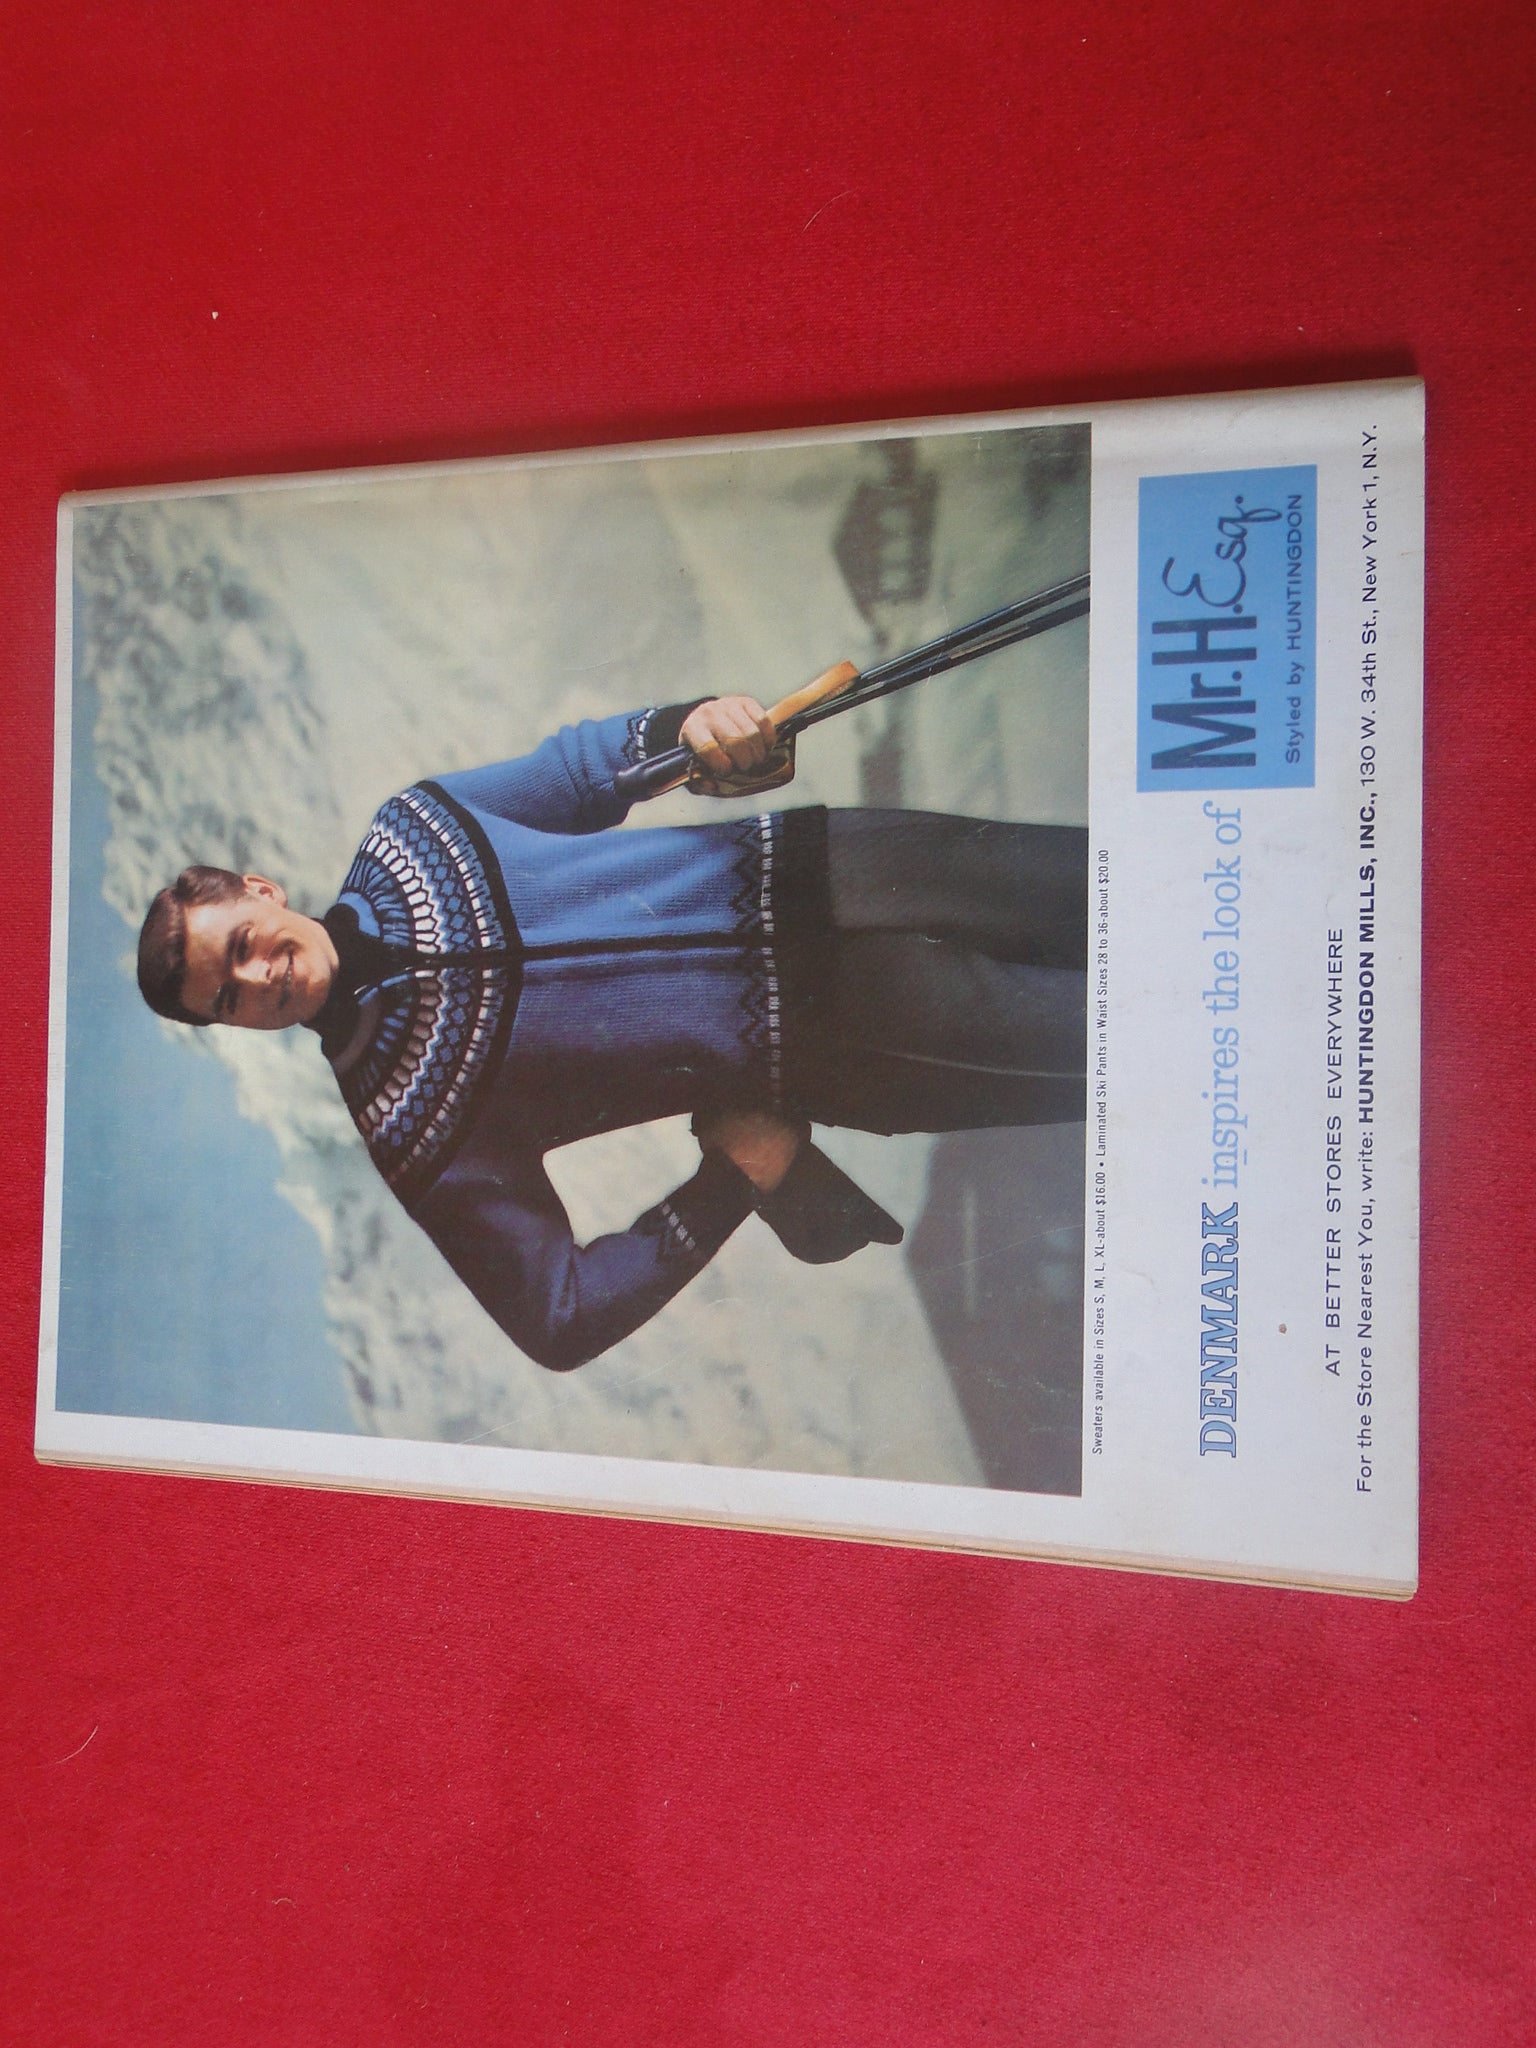 Sweaters available in Sizes S, M, L, XL-about $16.00 • Laminated Ski Pants in Waist Sizes 28 to 36-about $20.00
DENMARK inspires the look of Mr.H.Esq.
Styled by HUNTINGDON
AT BETTER STORES EVERYWHERE
For the Store Nearest You, write: HUNTINGDON MILLS, INC., 130 W. 34th St., New York 1, N.Y.